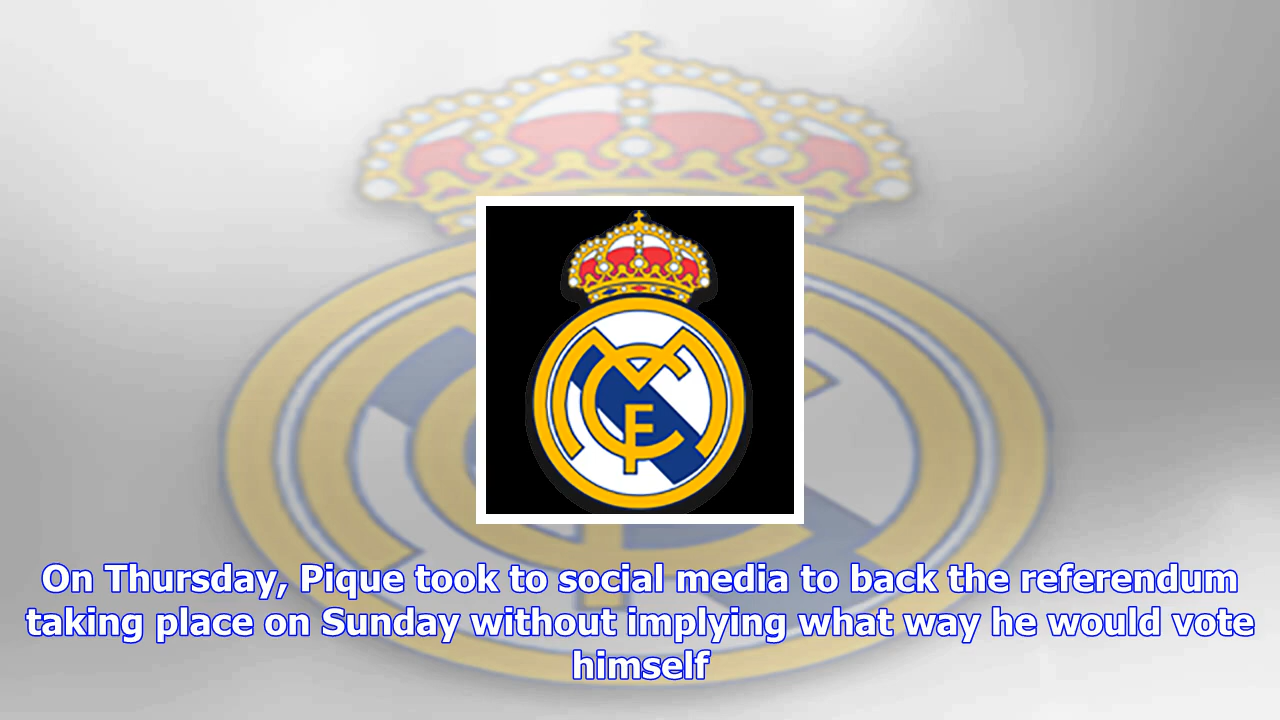 On Thursday, Pique took to social media to back the referendum
taking place on Sunday without implying what way he would vote
himself